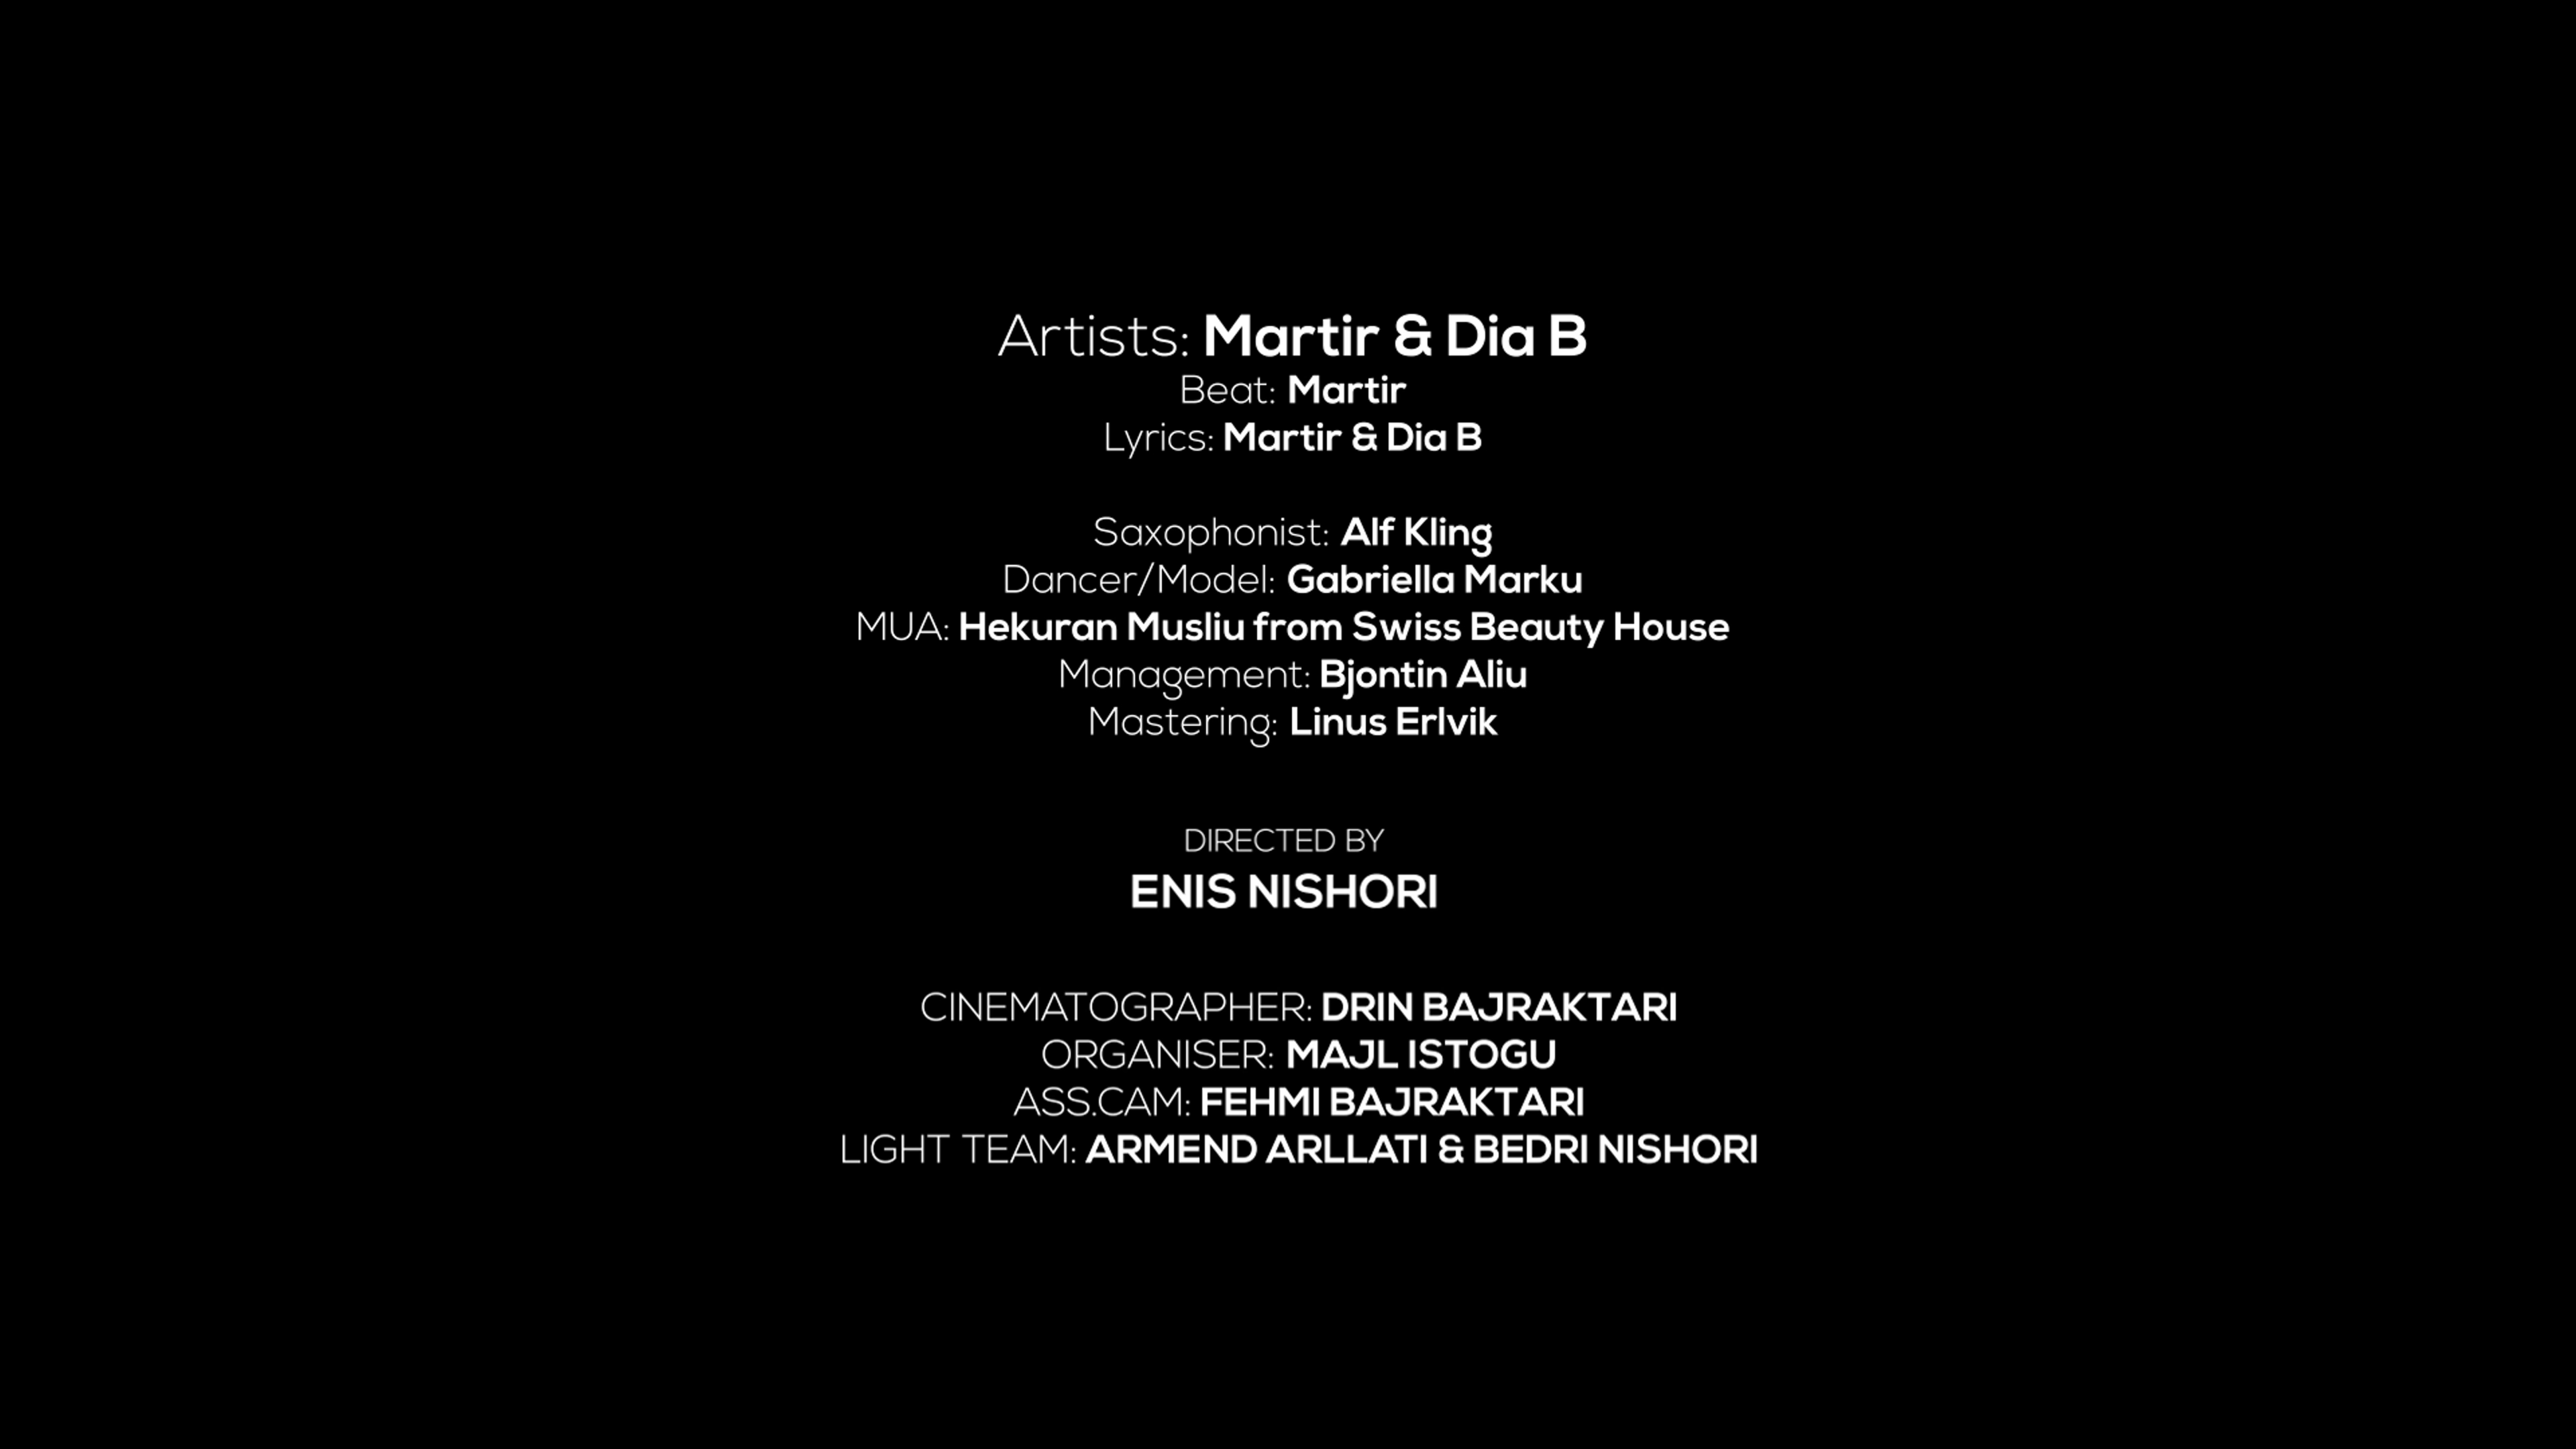 Artists: Martir & Dia B
Beat: Martir
Lyrics: Martir & Dia B
Saxophonist: Alf Kling
Dancer/Model: Gabriella Marku
MUA: Hekuran Musliu from Swiss Beauty House
Management: Bjontin Aliu
Mastering: Linus Erlvik
DIRECTED BY
ENIS NISHORI
CINEMATOGRAPHER: DRIN BAJRAKTARI
ORGANISER: MAJL ISTOGU
ASS.CAM: FEHMI BAJRAKTARI
LIGHT TEAM: ARMEND ARLLATI & BEDRI NISHORI